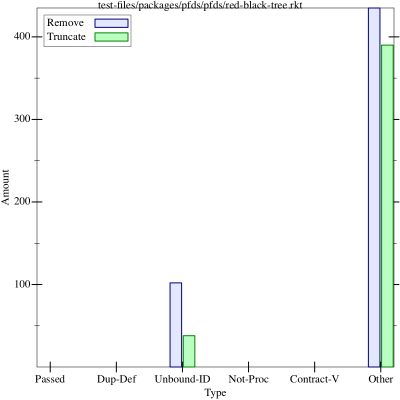 test-files/packages/pfds/pfds/red-black-tree.rkt
Remove
Truncate
400
300
200
100
Amount
Passed Dup-Def Unbound-ID Not-Proc Contract-V Other
Type